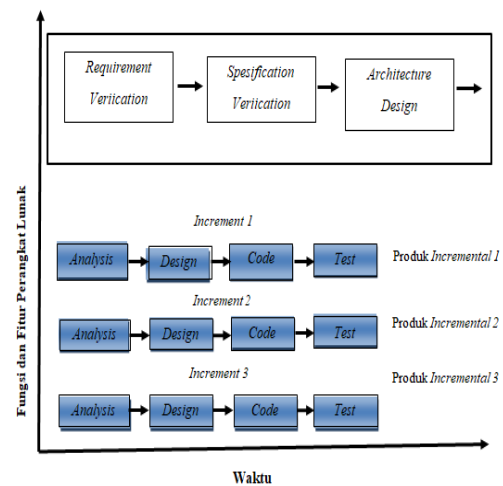 Requirement
Veriication
Spesification
Veriication
Architecture
Design
Fungsi dan Fitur Perangkat Lunak
Increment 1
Analysis
Design
Code
Test
Produk Incremental 1
Increment 2
Analysis
Design
Code
Test
Produk Incremental 2
Increment 3
Analysis
Design
Code
Test
Produk Incremental 3
Waktu